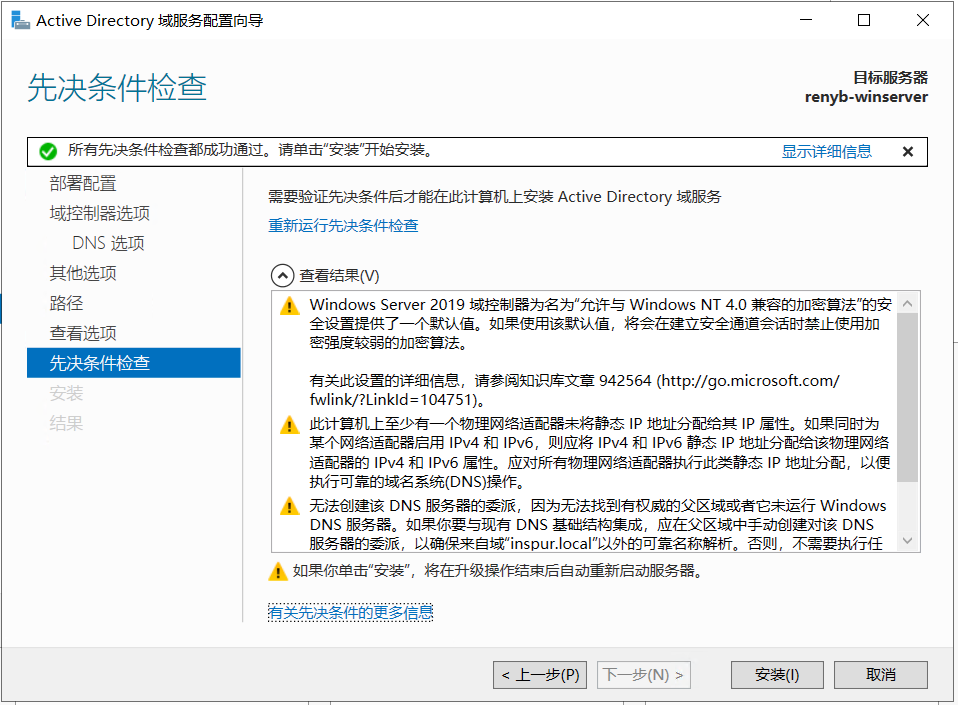 Active Directory 域服务配置向导
先决条件检查
目标服务器
renyb-winserver
所有先决条件检查都成功通过。请单击“安装”开始安装。
显示详细信息
部署配置
域控制器选项
DNS 选项
其他选项
路径
查看选项
先决条件检查
安装
结果
需要验证先决条件后才能在此计算机上安装 Active Directory 域服务
重新运行先决条件检查
查看结果(V)
Windows Server 2019 域控制器为名为“允许与 Windows NT 4.0 兼容的加密算法”的安
全设置提供了一个默认值。如果使用该默认值，将会在建立安全通道会话时禁止使用加
密强度较弱的加密算法。
有关此设置的详细信息，请参阅知识库文章 942564 (http://go.microsoft.com/
fwlink/?LinkId=104751)。
此计算机上至少有一个物理网络适配器未将静态 IP 地址分配给其 IP 属性。如果同时为
某个网络适配器启用 IPv4 和 IPv6，则应将 IPv4 和 IPv6 静态 IP 地址分配给该物理网络
适配器的 IPv4 和 IPv6 属性。应对所有物理网络适配器执行此类静态 IP 地址分配，以便
执行可靠的域名系统(DNS)操作。
无法创建该 DNS 服务器的委派，因为无法找到有权威的父区域或者它未运行 Windows
DNS 服务器。如果你要与现有 DNS 基础结构集成，应在父区域中手动创建对该 DNS
服务器的委派，以确保来自域“inspur.local”以外的可靠名称解析。否则，不需要执行任
如果你单击“安装”，将在升级操作结束后自动重新启动服务器。
有关先决条件的更多信息
< 上一步(P)
下一步(N) >
安装(I)
取消